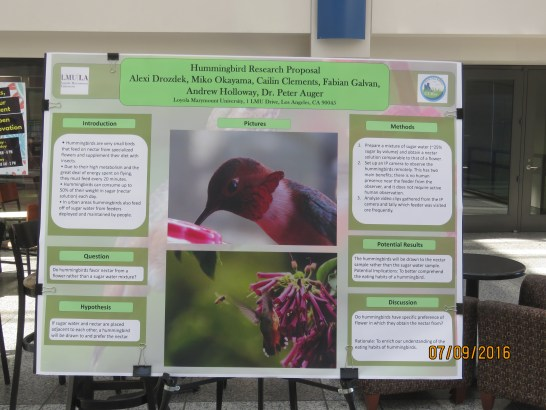 Hummingbird Research Proposal
Alexi Drozdek, Miko Okayama, Cailin Clements, Fabian Galvan,
Andrew Holloway, Dr. Peter Auger
Loyola Marymount University, 1 LMU Drive, Los Angeles, CA 90045
LMU LA
Introduction
• Hummingbirds are very small birds
that feed on nectar from specialized
flowers and supplement their diet with
insects.
• Due to their high metabolism and the
great deal of energy spent on flying,
they must feed every 10 minutes.
• Hummingbirds can consume up to
50% of their weight in sugar (nectar
solution) each day.
• In urban areas hummingbirds also feed
off of sugar water from feeders
deployed and maintained by people.
Question
Do hummingbirds favor nectar from a
flower rather than a sugar water mixture?
Hypothesis
If sugar water and nectar are placed
adjacent to each other, a hummingbird
will be drawn to and prefer the nectar.
Pictures
Methods
1. Present a mixture of sugar water
sugar by volume) and obtain a nectar
solution comparable to that of a flower
2. Set up an IP camera to observe the
hummingbirds remotely. This has two
main benefits; there is no human
presence near the feeder from the
observer, and it does not require active
human observation.
3. Analyze video clips gathered from the IP
camera and tally which feeder was visited
more frequently.
Potential Results
The hummingbirds will be drawn to the nectar
sample rather than the sugar water sample.
Potential Implications: To better comprehend
the eating habits of a hummingbird.
Discussion
Do hummingbirds have specific preference of
flower in which they obtain the nectar from?
Rationale: To enrich our understanding of the
eating habits of hummingbirds.
07/09/2016